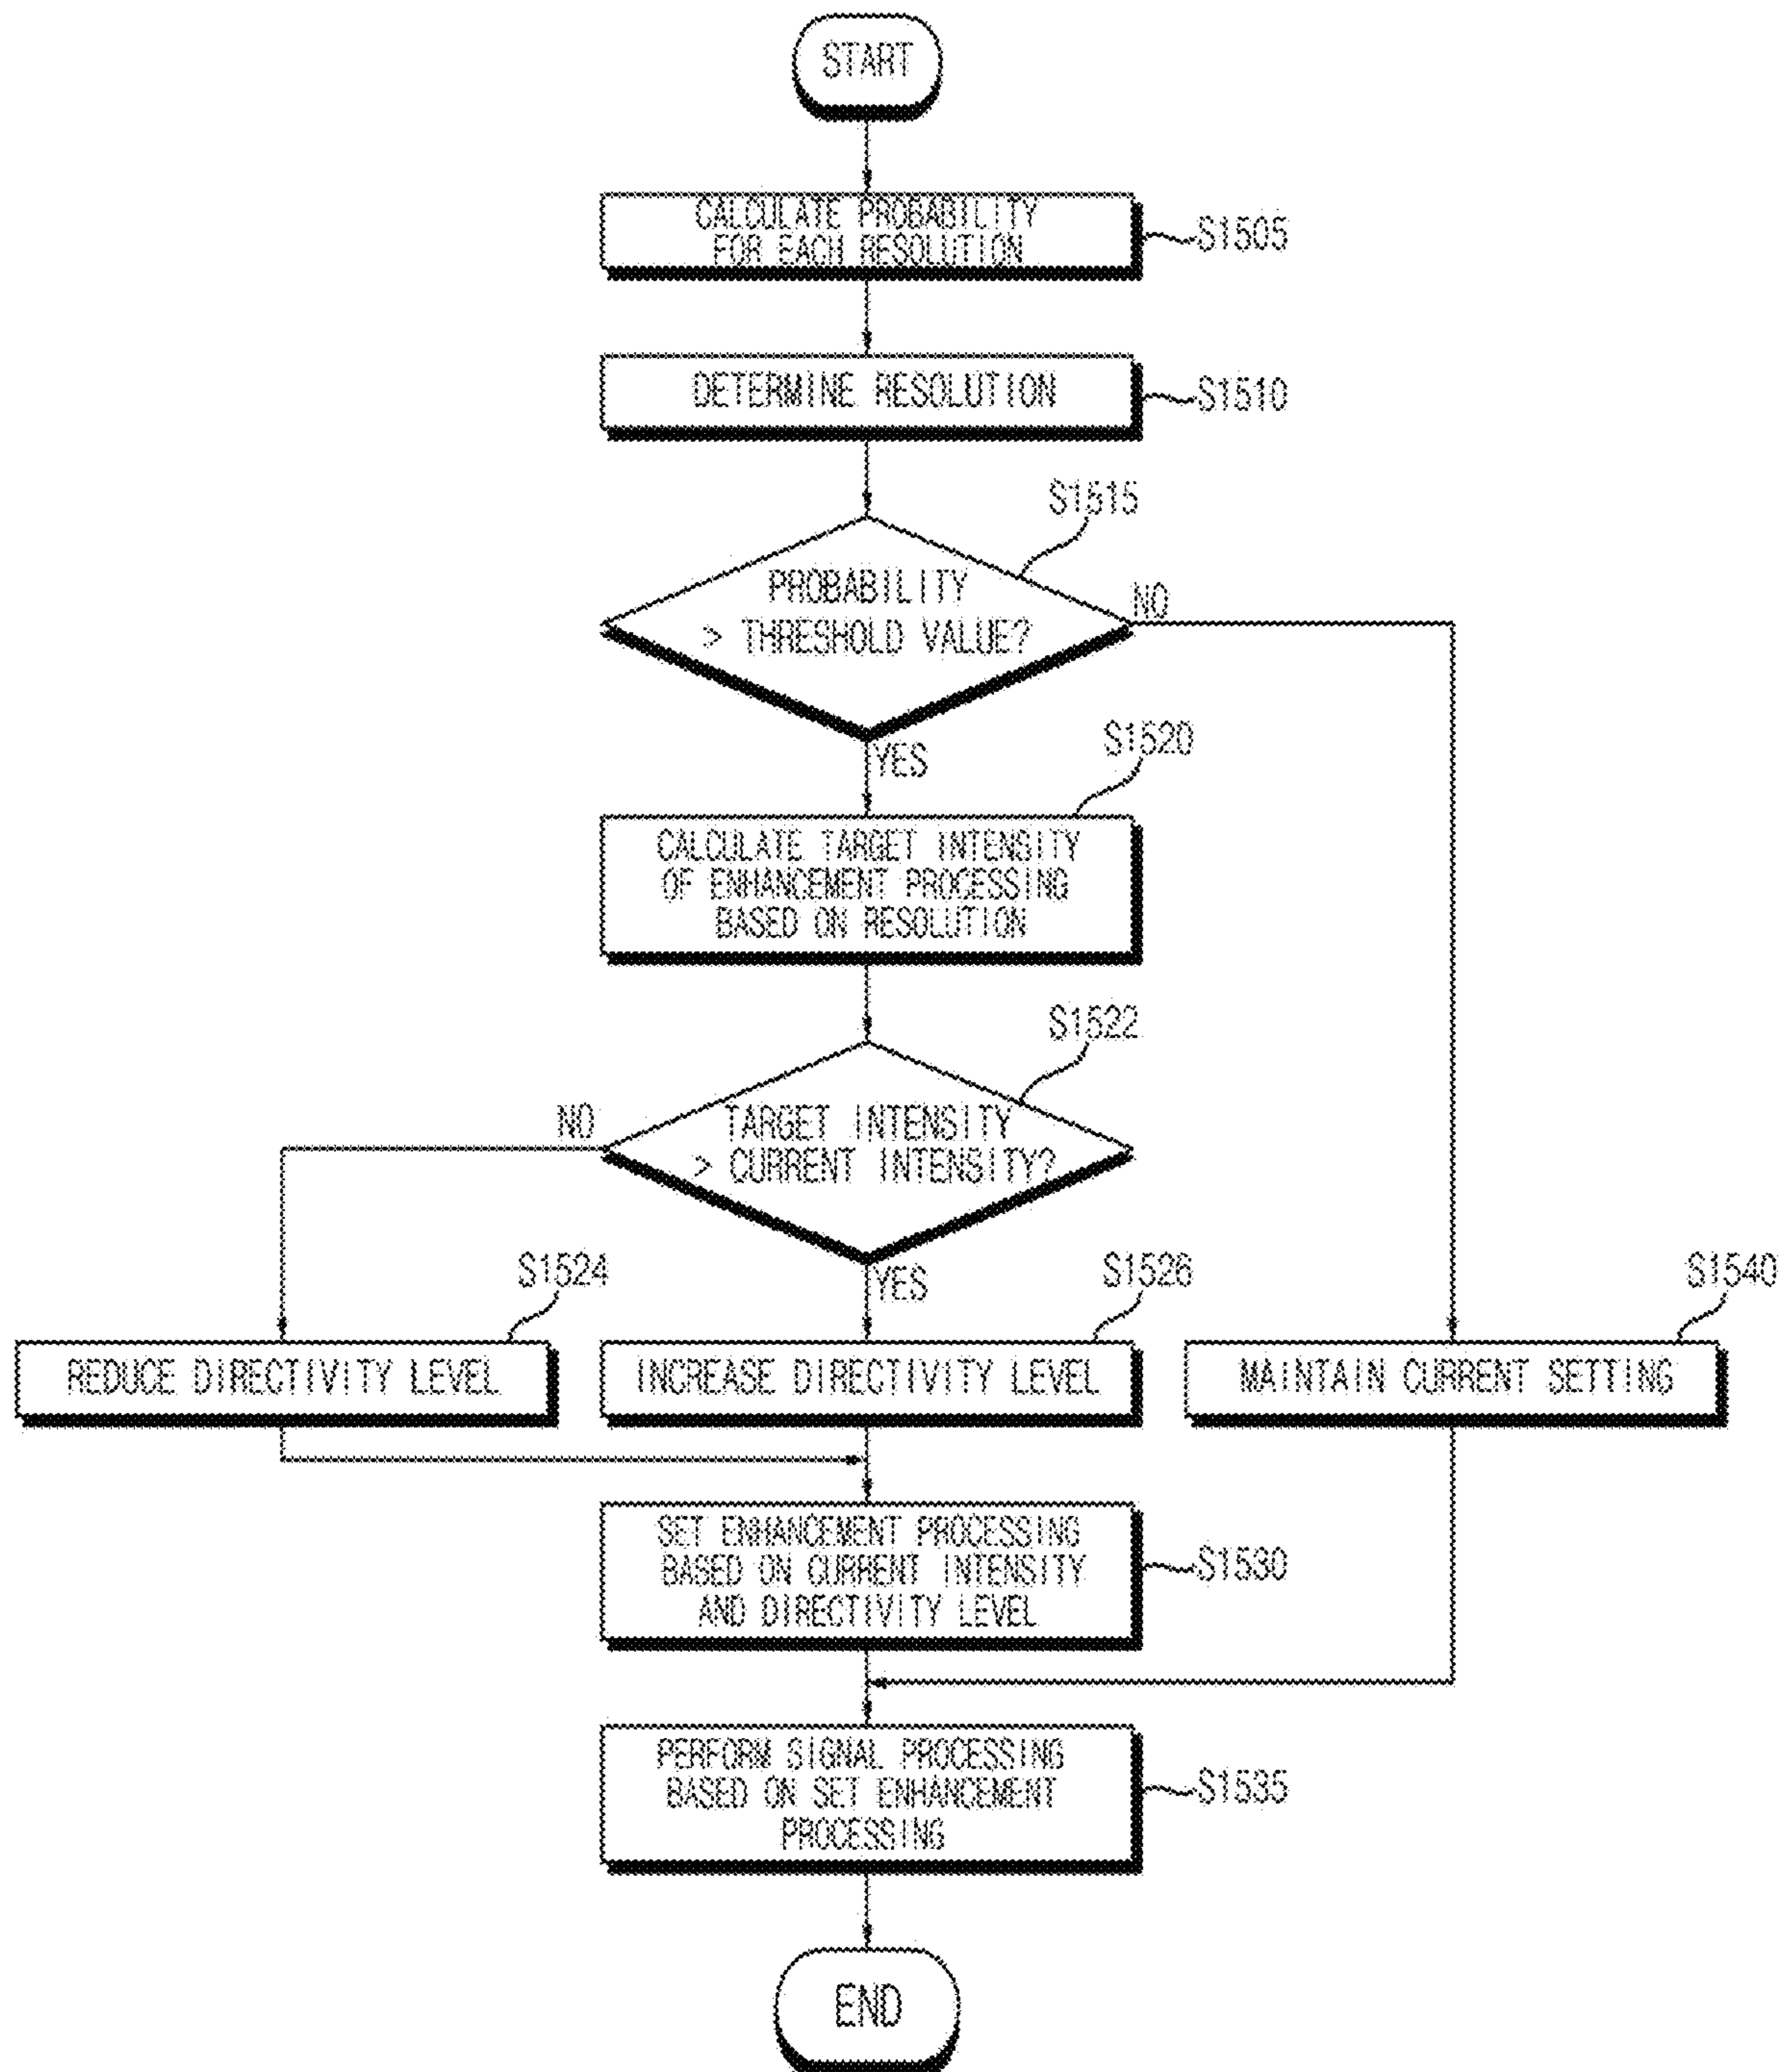 START
CALCULATE PROBABILITY
FOR EACH RESOLUTION
S1505
DETERMINE RESOLUTION
S1510
S1515
PROBABILITY
> THRESHOLD VALUE?
NO
YES
S1520
CALCULATE TARGET INTENSITY
OF ENHANCEMENT PROCESSING
BASED ON RESOLUTION
S1522
TARGET INTENSITY
> CURRENT INTENSITY?
NO
YES
S1524
REDUCE DIRECTIVITY LEVEL
S1526
INCREASE DIRECTIVITY LEVEL
S1540
MAINTAIN CURRENT SETTING
SET ENHANCEMENT PROCESSING
BASED ON CURRENT INTENSITY
AND DIRECTIVITY LEVEL
S1530
PERFORM SIGNAL PROCESSING
BASED ON SET ENHANCEMENT
PROCESSING
S1535
END